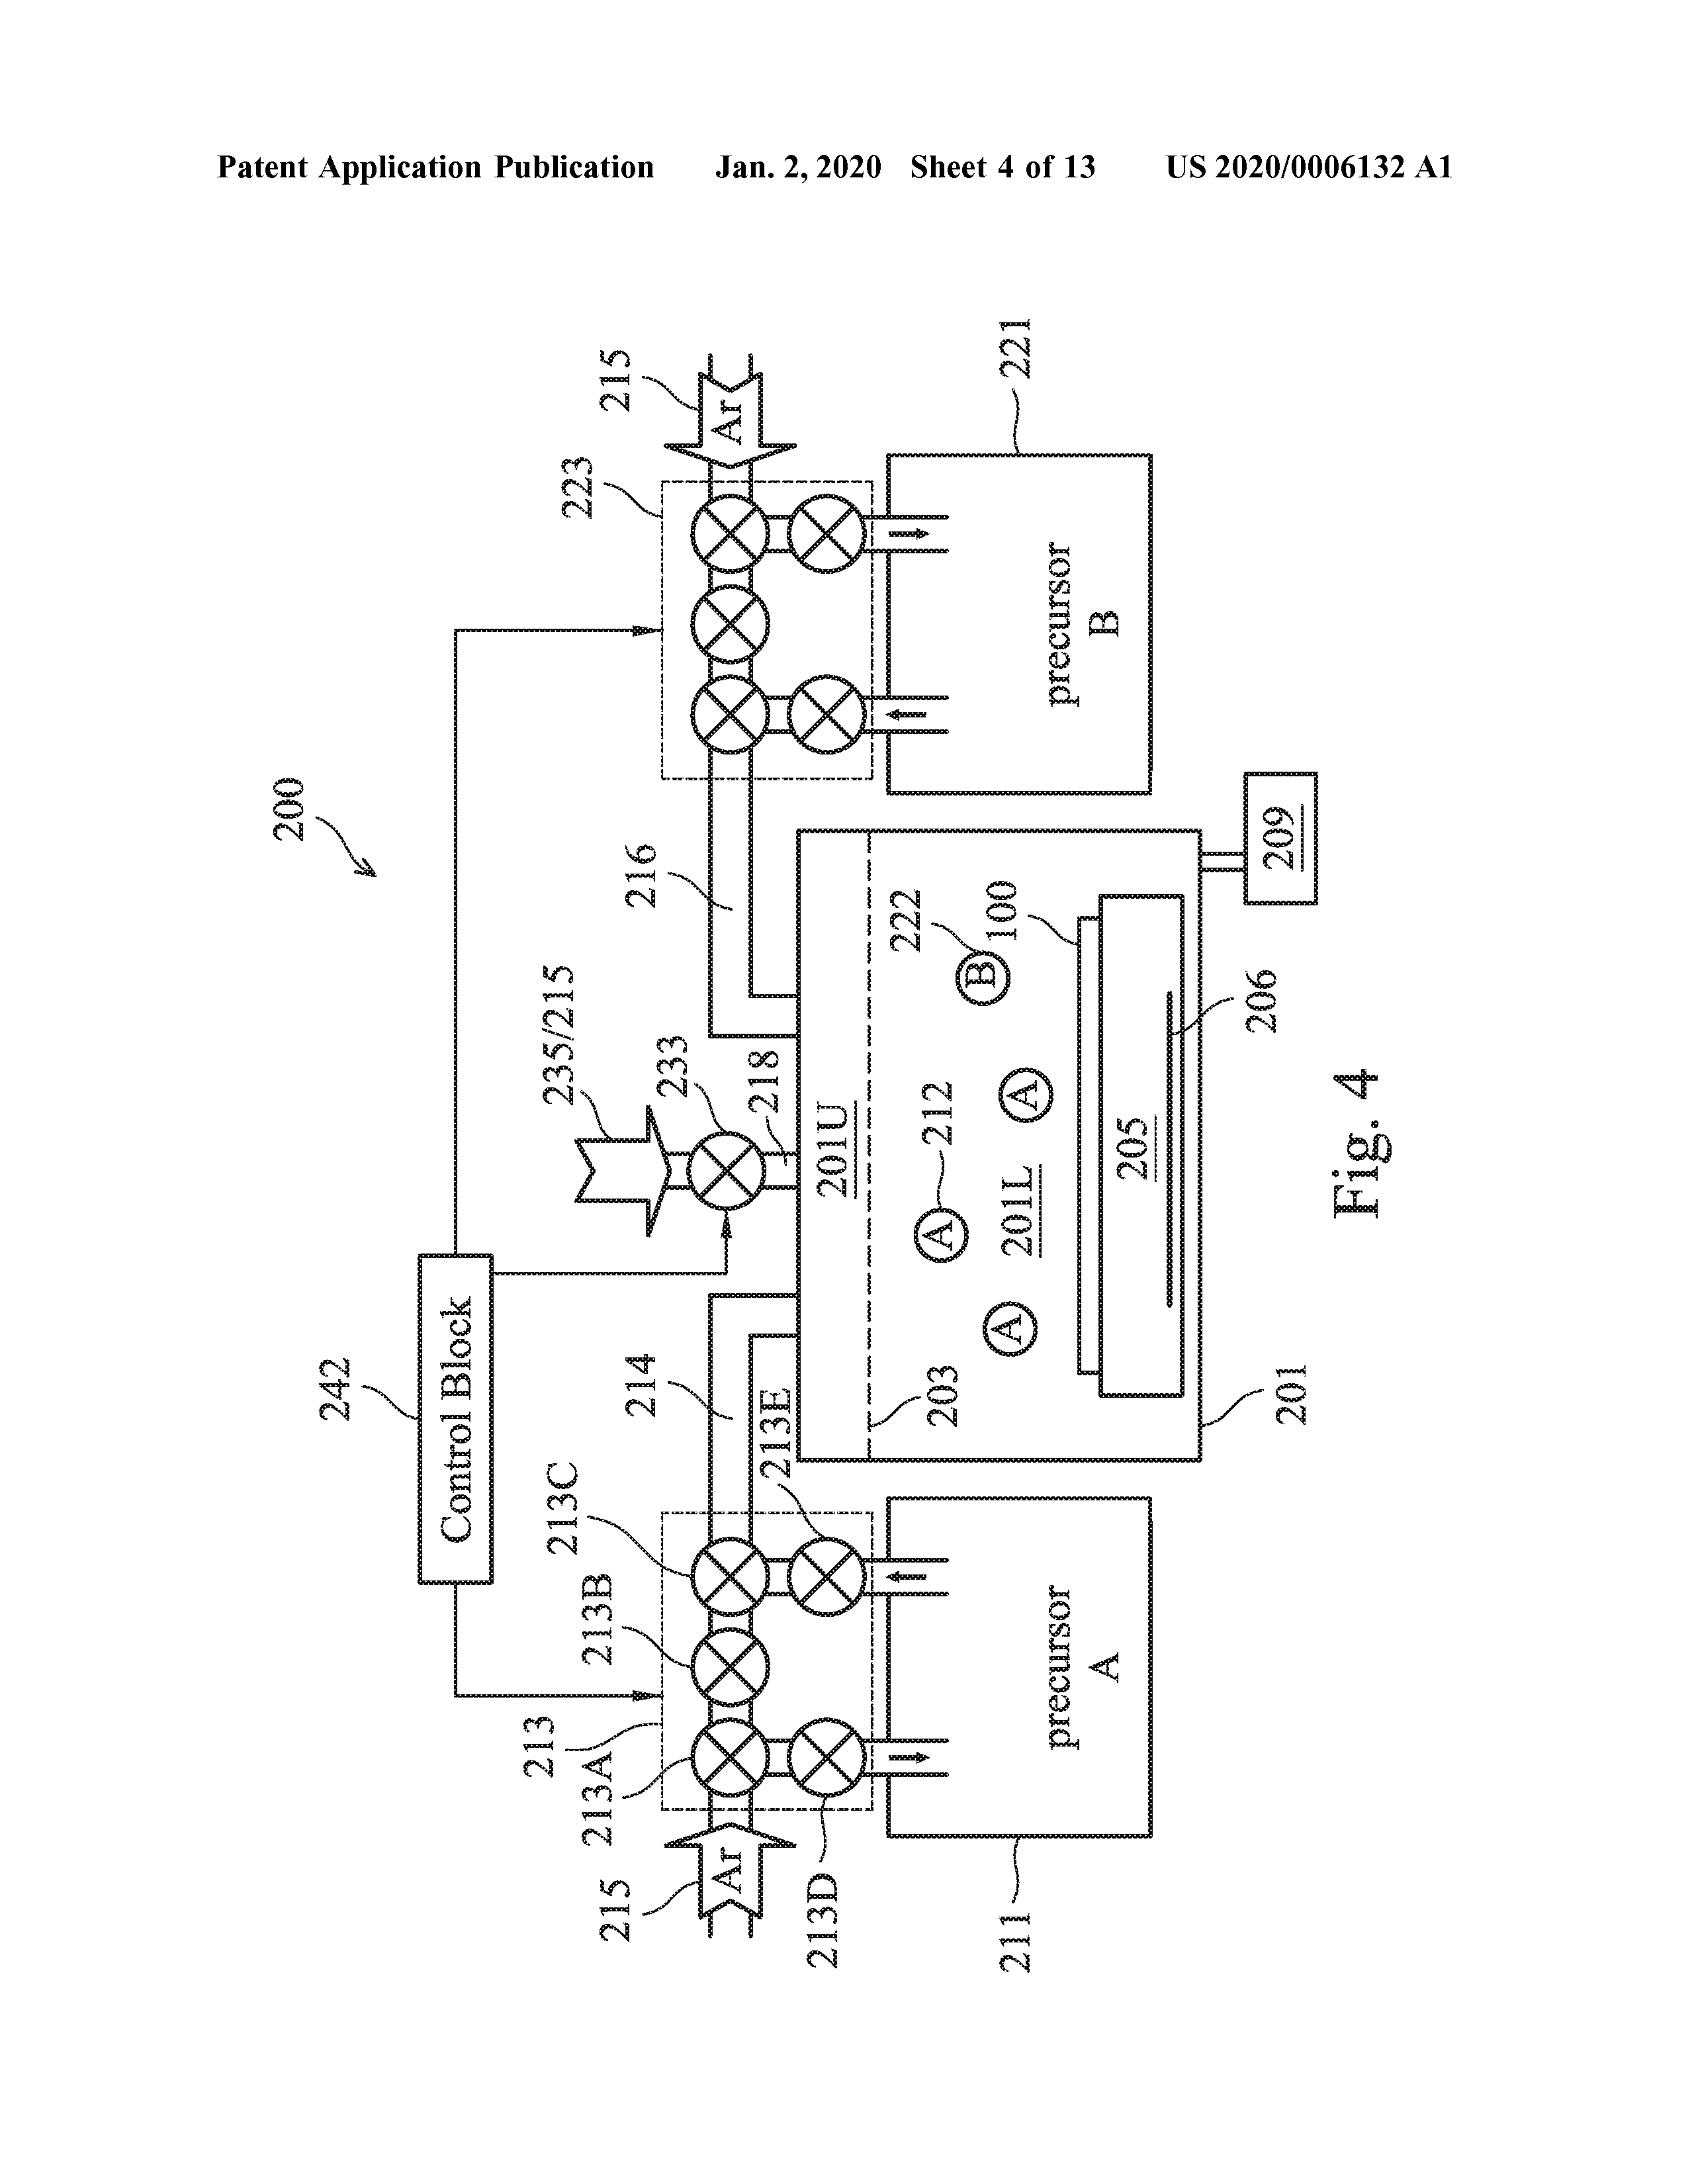 Patent Application Publication Jan. 2, 2020 Sheet 4 of 13 US 2020/0006132 A1
200
242
Control Block
235/215
233
218
215
Ar
213
213A
213B
213C
213D
213E
214
216
223
215
Ar
211
precursor
A
201U
203
A
A
212
201L
A
B
222
100
205
206
201
209
221
precursor
B
Fig. 4